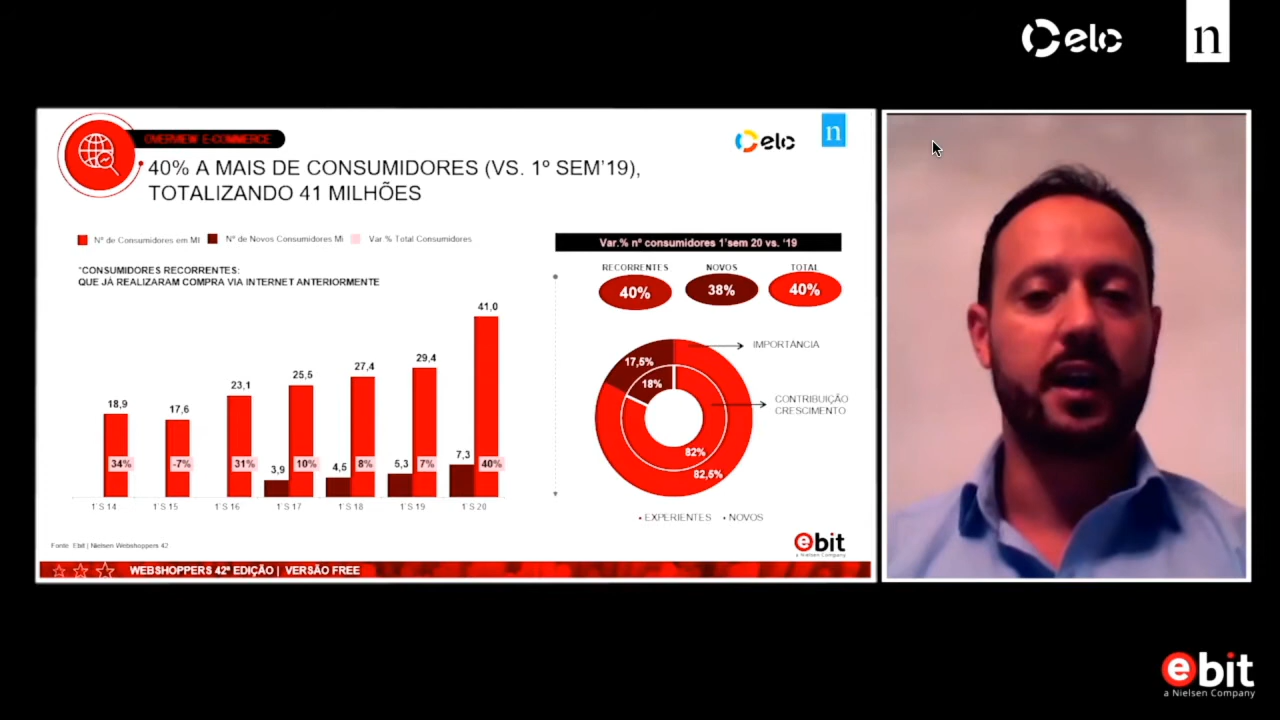 elo
n
OVERVIEW E-COMMERCE
40% A MAIS DE CONSUMIDORES (VS. 1º SEM'19),
TOTALIZANDO 41 MILHÕES
elo
n
Nº de Consumidores em MI
Nº de Novos Consumidores Mi
Var % Total Consumidores
*CONSUMIDORES RECORRENTES:
QUE JÁ REALIZARAM COMPRA VIA INTERNET ANTERIORMENTE
18,9
17,6
23,1
25,5
27,4
29,4
41,0
3,9
4,5
5,3
7,3
34%
-7%
31%
10%
8%
7%
40%
1´S 14
1´S 15
1´S 16
1´S 17
1´S 18
1´S 19
1´S 20
Var.% nº consumidores 1'sem 20 vs. '19
RECORRENTES
NOVOS
TOTAL
40%
38%
40%
17,5%
18%
82%
82,5%
IMPORTÂNCIA
CONTRIBUIÇÃO
CRESCIMENTO
• EXPERIENTES
• NOVOS
Fonte: Ebit | Nielsen Webshoppers 42
ebit
a Nielsen Company
WEBSHOPPERS 42ª EDIÇÃO | VERSÃO FREE
ebit
a Nielsen Company